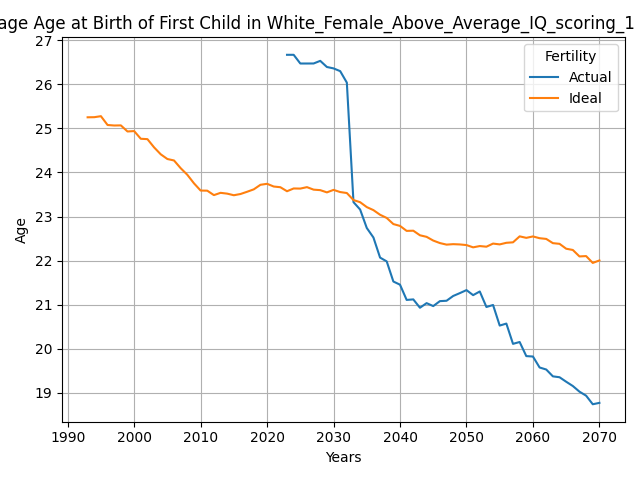 age Age at Birth of First Child in White_Female_Above_Average_IQ_scoring_1
27
26
25
24
23
22
21
20
19
Age
Fertility
Actual
Ideal
1990 2000 2010 2020 2030 2040 2050 2060 2070
Years